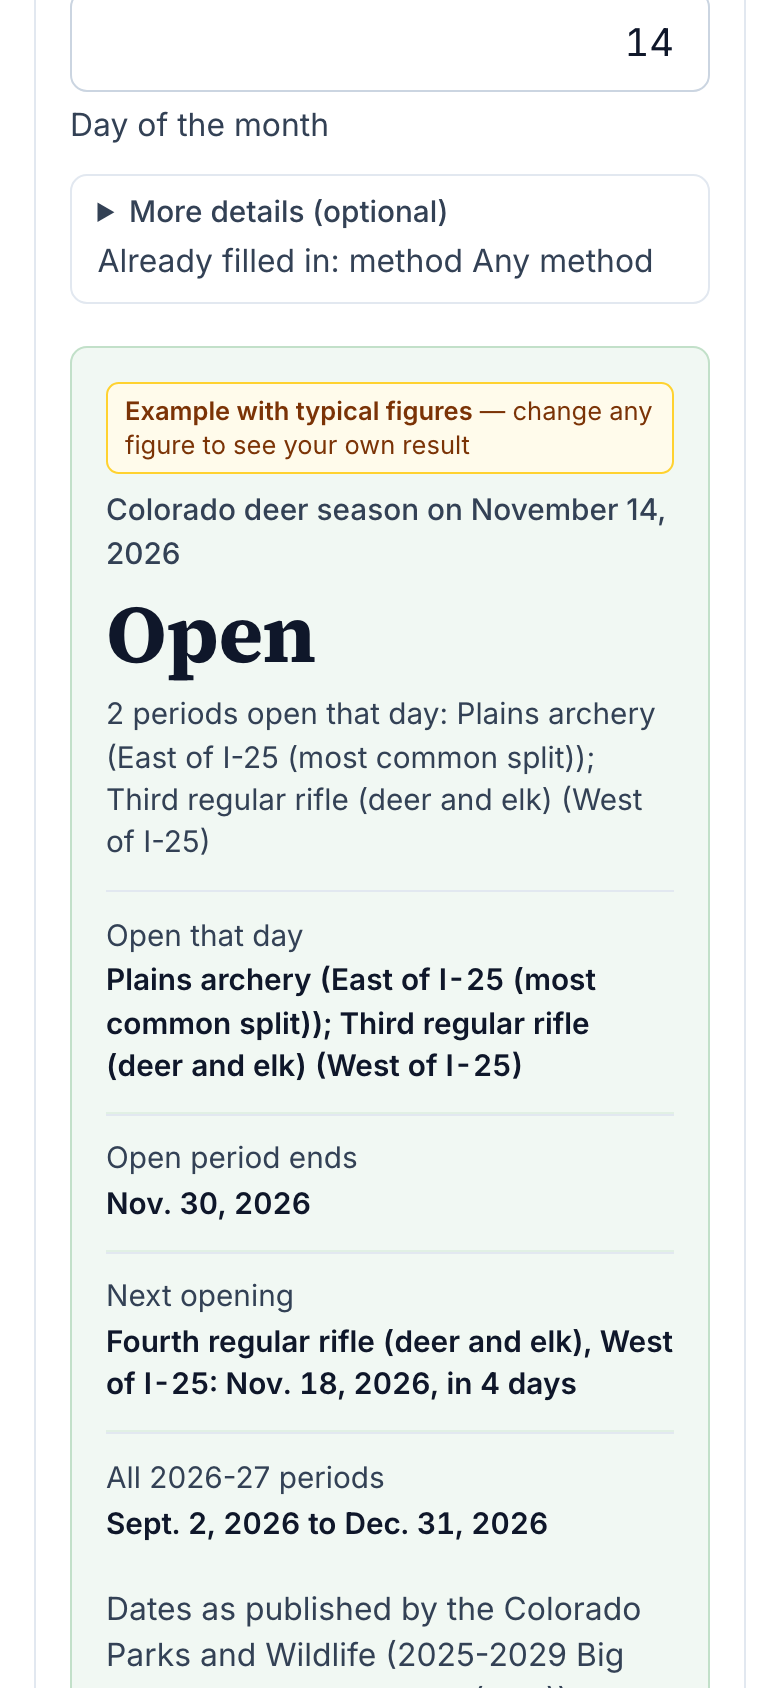 14
Day of the month
▶ More details (optional)
Already filled in: method Any method
Example with typical figures — change any
figure to see your own result
Colorado deer season on November 14,
2026
Open
2 periods open that day: Plains archery
(East of I-25 (most common split));
Third regular rifle (deer and elk) (West
of I-25)
Open that day
Plains archery (East of I-25 (most
common split)); Third regular rifle
(deer and elk) (West of I-25)
Open period ends
Nov. 30, 2026
Next opening
Fourth regular rifle (deer and elk), West
of I-25: Nov. 18, 2026, in 4 days
All 2026-27 periods
Sept. 2, 2026 to Dec. 31, 2026
Dates as published by the Colorado
Parks and Wildlife (2025-2029 Big